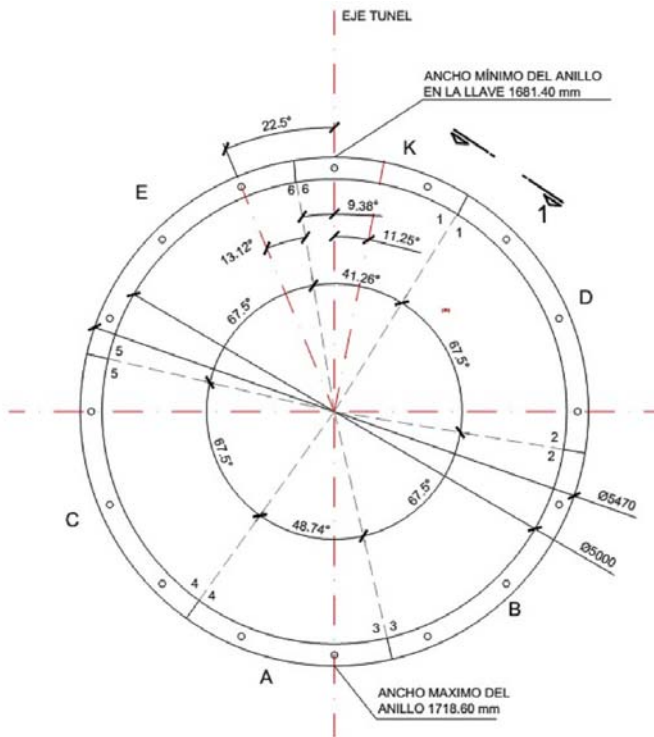 EJE TUNEL
ANCHO MÍNIMO DEL ANILLO
EN LA LLAVE 1681.40 mm
22.5°
K
E
6 6
1
9.38°
1
1
11.25°
13.12°
41.26°
D
67.5°
67.5°
5
5
2
2
67.5°
67.5°
Ø5470
48.74°
C
Ø5000
4
4
B
3 3
A
ANCHO MAXIMO DEL
ANILLO 1718.60 mm